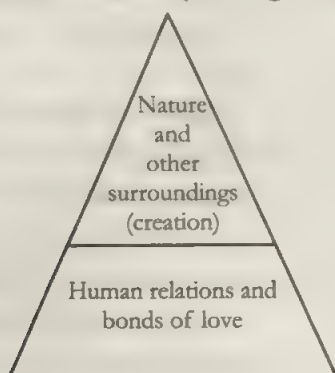 Nature
and
other
surroundings
(creation)
Human relations and
bonds of love